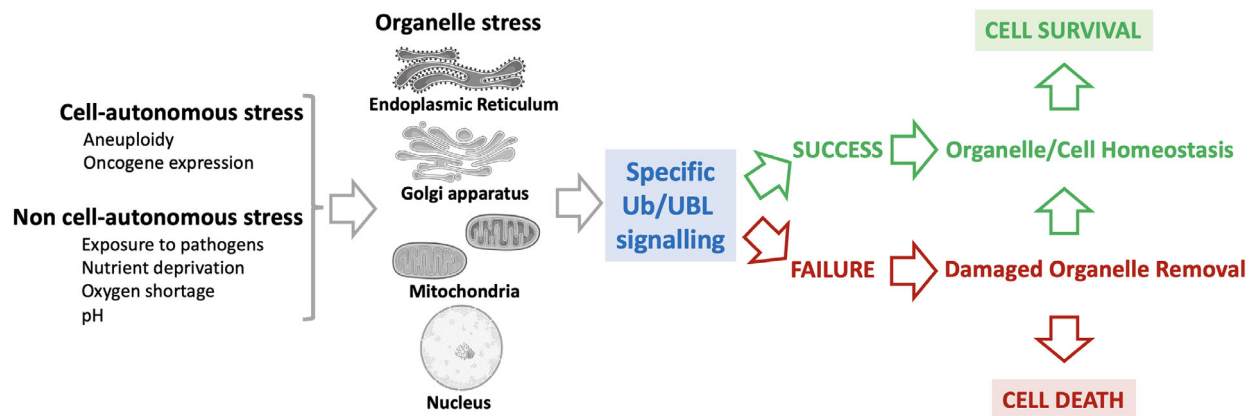 Cell-autonomous stress
Aneuploidy
Oncogene expression
Non cell-autonomous stress
Exposure to pathogens
Nutrient deprivation
Oxygen shortage
pH
Organelle stress
Endoplasmic Reticulum
Golgi apparatus
Mitochondria
Nucleus
Specific
Ub/UBL
signalling
SUCCESS
FAILURE
CELL SURVIVAL
Organelle/Cell Homeostasis
Damaged Organelle Removal
CELL DEATH